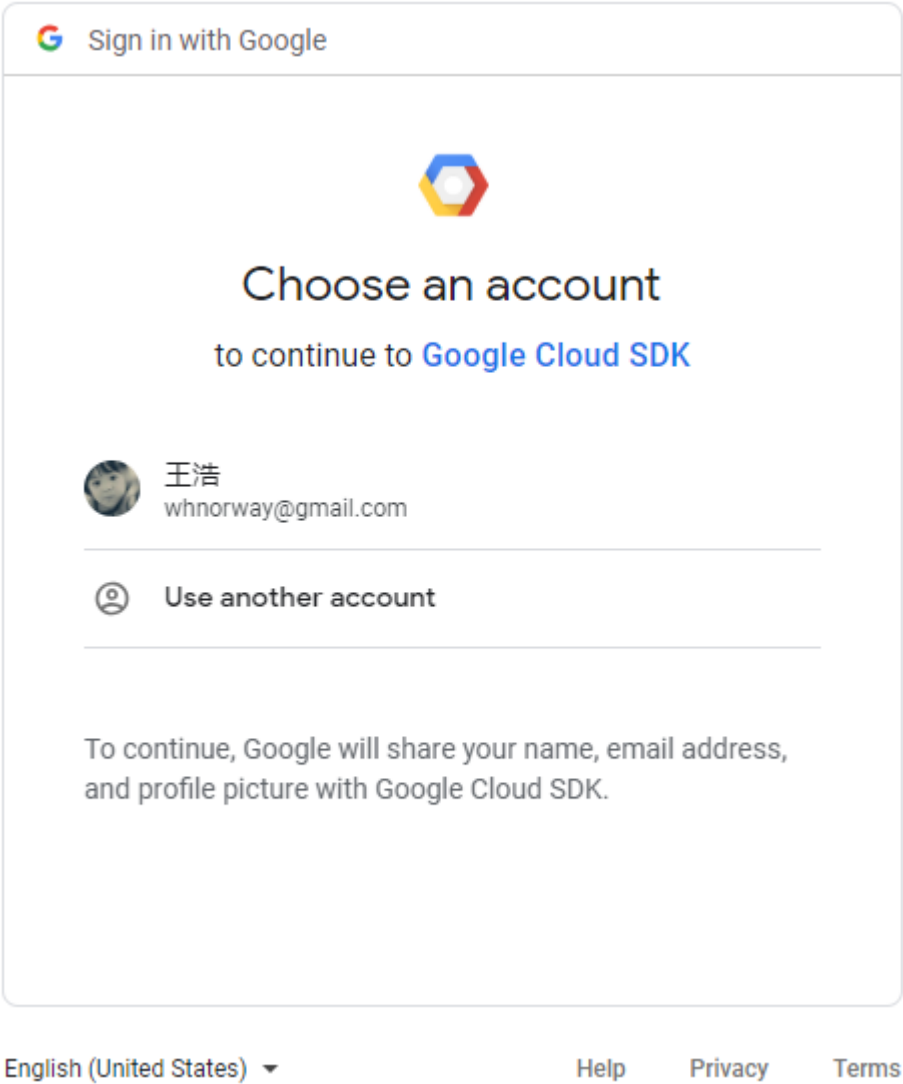 Sign in with Google
Choose an account
to continue to Google Cloud SDK
王浩
whnorway@gmail.com
Use another account
To continue, Google will share your name, email address,
and profile picture with Google Cloud SDK.
English (United States)
Help Privacy Terms